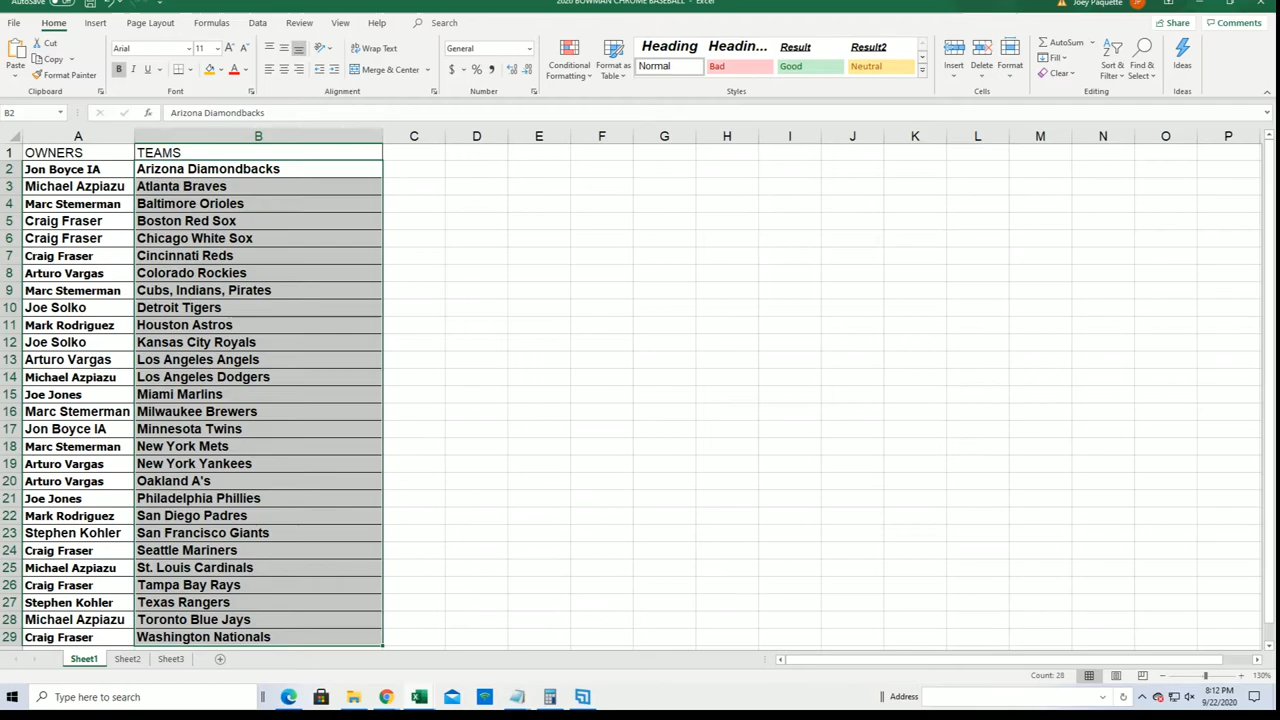 AutoSave Off 2020 BOWMAN CHROME BASEBALL - Excel Joey Paquette JP
File Home Insert Page Layout Formulas Data Review View Help Search Share Comments
Cut Arial 11 Wrap Text General Heading Headin... Result Result2 AutoSum
Copy Fill
Paste Format Painter B I U Merge & Center $ % Conditional Formatting Format as Table Normal Bad Good Neutral Insert Delete Format Clear Sort & Filter Find & Select Ideas
Clipboard Font Alignment Number Styles Cells Editing Ideas
B2 fx Arizona Diamondbacks
A B C D E F G H I J K L M N O P
1 OWNERS TEAMS
2 Jon Boyce IA Arizona Diamondbacks
3 Michael Azpiazu Atlanta Braves
4 Marc Stemerman Baltimore Orioles
5 Craig Fraser Boston Red Sox
6 Craig Fraser Chicago White Sox
7 Craig Fraser Cincinnati Reds
8 Arturo Vargas Colorado Rockies
9 Marc Stemerman Cubs, Indians, Pirates
10 Joe Solko Detroit Tigers
11 Mark Rodriguez Houston Astros
12 Joe Solko Kansas City Royals
13 Arturo Vargas Los Angeles Angels
14 Michael Azpiazu Los Angeles Dodgers
15 Joe Jones Miami Marlins
16 Marc Stemerman Milwaukee Brewers
17 Jon Boyce IA Minnesota Twins
18 Marc Stemerman New York Mets
19 Arturo Vargas New York Yankees
20 Arturo Vargas Oakland A's
21 Joe Jones Philadelphia Phillies
22 Mark Rodriguez San Diego Padres
23 Stephen Kohler San Francisco Giants
24 Craig Fraser Seattle Mariners
25 Michael Azpiazu St. Louis Cardinals
26 Craig Fraser Tampa Bay Rays
27 Stephen Kohler Texas Rangers
28 Michael Azpiazu Toronto Blue Jays
29 Craig Fraser Washington Nationals
Sheet1 Sheet2 Sheet3
Count: 28 130%
Type here to search Address 8:12 PM
9/22/2020